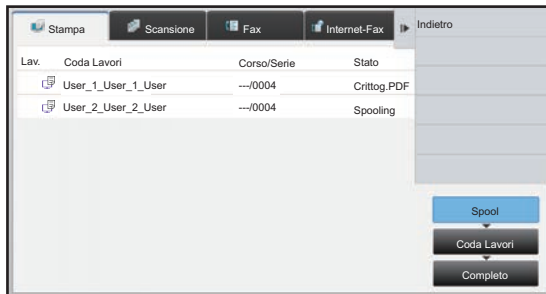 Stampa Scansione Fax Internet-Fax Indietro
Lav. Coda Lavori Corso/Serie Stato
User_1_User_1_User ---/0004 Crittog.PDF
User_2_User_2_User ---/0004 Spooling
Spool
Coda Lavori
Completo